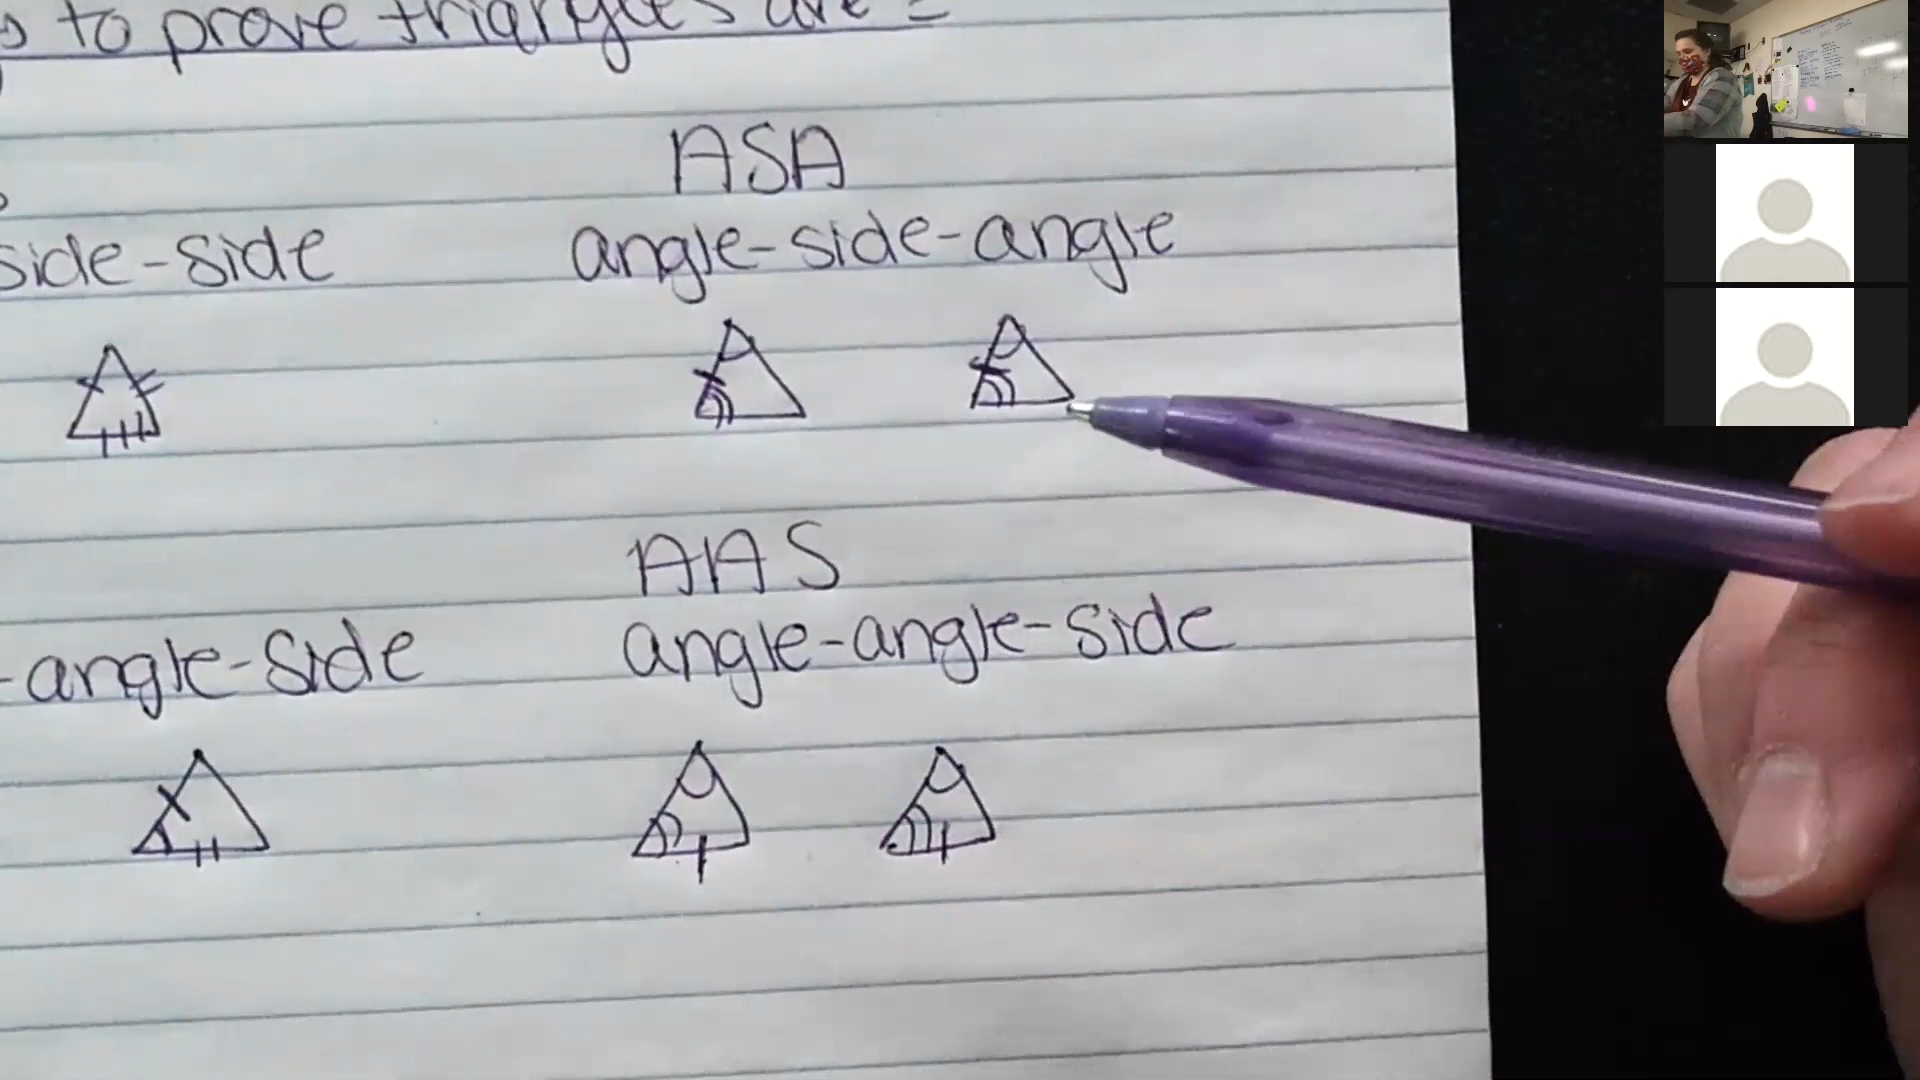 to prove triangles are =
ASA
side-side
angle-side-angle
AAS
-angle-side
angle-angle-side